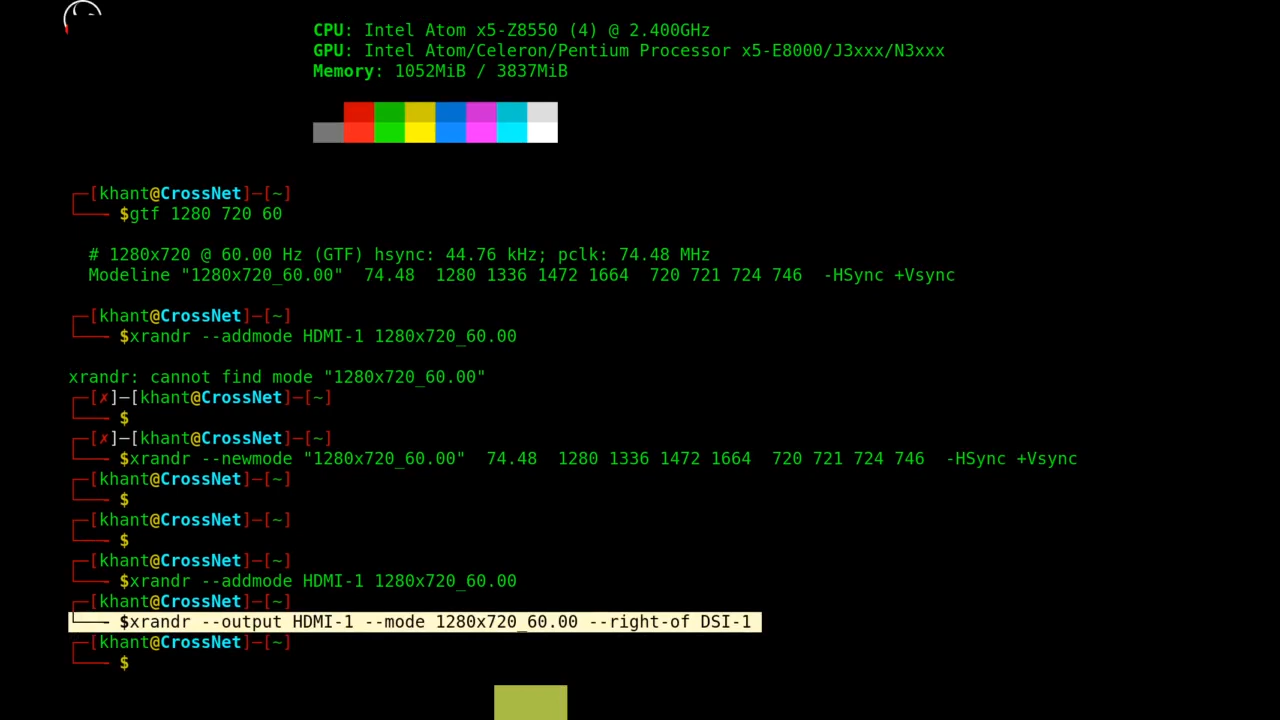 CPU: Intel Atom x5-Z8550 (4) @ 2.400GHz
GPU: Intel Atom/Celeron/Pentium Processor x5-E8000/J3xxx/N3xxx
Memory: 1052MiB / 3837MiB
┌─[khant@CrossNet]─[~]
└──╼ $gtf 1280 720 60
# 1280x720 @ 60.00 Hz (GTF) hsync: 44.76 kHz; pclk: 74.48 MHz
Modeline "1280x720_60.00"  74.48  1280 1336 1472 1664  720 721 724 746  -HSync +Vsync
┌─[khant@CrossNet]─[~]
└──╼ $xrandr --addmode HDMI-1 1280x720_60.00
xrandr: cannot find mode "1280x720_60.00"
┌─[✗]─[khant@CrossNet]─[~]
└──╼ $
┌─[✗]─[khant@CrossNet]─[~]
└──╼ $xrandr --newmode "1280x720_60.00"  74.48  1280 1336 1472 1664  720 721 724 746  -HSync +Vsync
┌─[khant@CrossNet]─[~]
└──╼ $
┌─[khant@CrossNet]─[~]
└──╼ $
┌─[khant@CrossNet]─[~]
└──╼ $xrandr --addmode HDMI-1 1280x720_60.00
┌─[khant@CrossNet]─[~]
└──╼ $xrandr --output HDMI-1 --mode 1280x720_60.00 --right-of DSI-1
┌─[khant@CrossNet]─[~]
└──╼ $